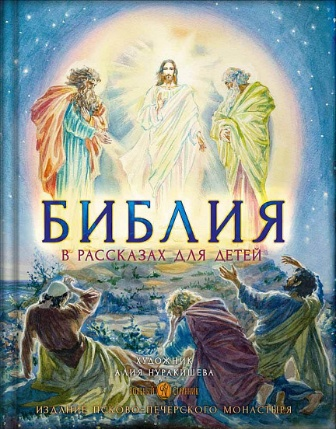 БИБЛИЯ
В РАССКАЗАХ ДЛЯ ДЕТЕЙ
ХУДОЖНИК
АЛИЯ НУРАКИШЕВА
ИЗДАНИЕ ПСКОВО-ПЕЧЕРСКОГО МОНАСТЫРЯ